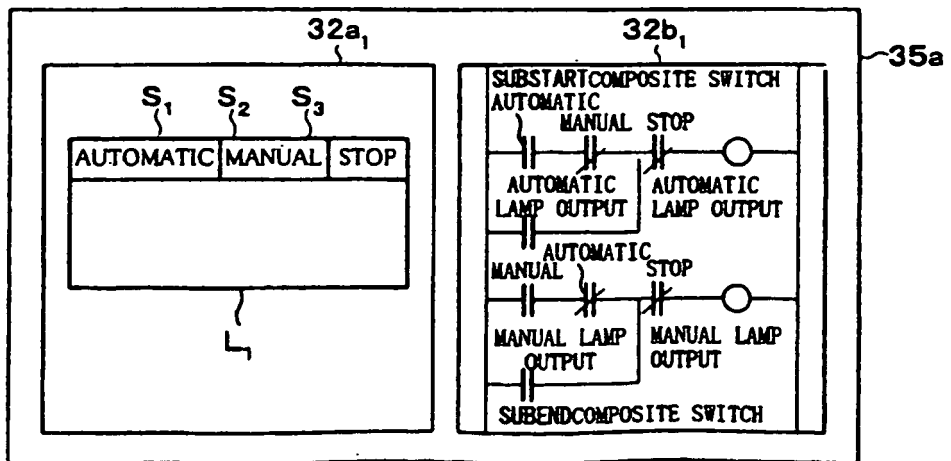 32a₁
32b₁
35a
S₁ S₂ S₃
AUTOMATIC MANUAL STOP
L₁
SUBSTARTCOMPOSITE SWITCH
AUTOMATIC
MANUAL STOP
AUTOMATIC LAMP OUTPUT
AUTOMATIC LAMP OUTPUT
AUTOMATIC
MANUAL STOP
MANUAL LAMP OUTPUT
MANUAL LAMP OUTPUT
SUBENDCOMPOSITE SWITCH